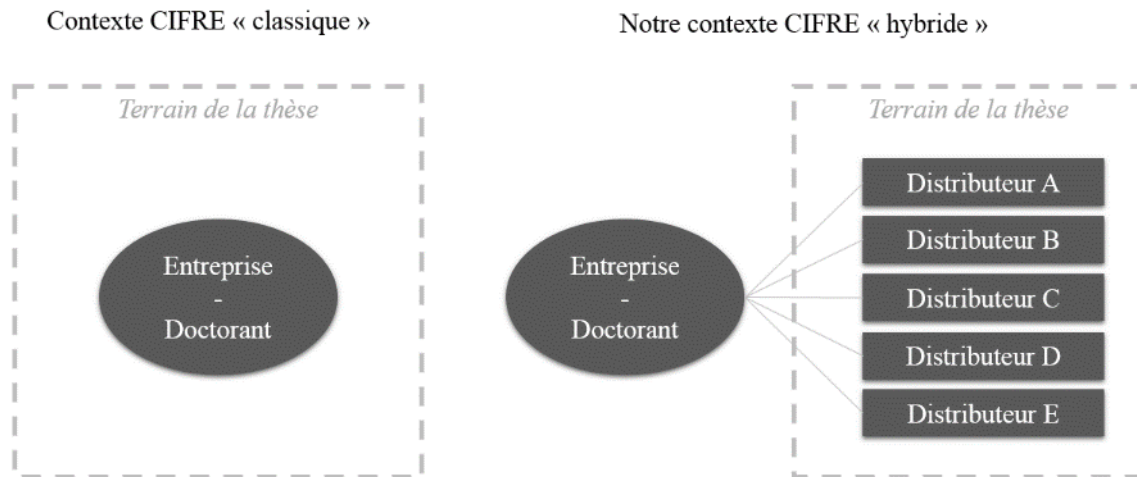 Contexte CIFRE « classique »
Terrain de la thèse
Entreprise
-
Doctorant
Notre contexte CIFRE « hybride »
Terrain de la thèse
Entreprise
-
Doctorant
Distributeur A
Distributeur B
Distributeur C
Distributeur D
Distributeur E